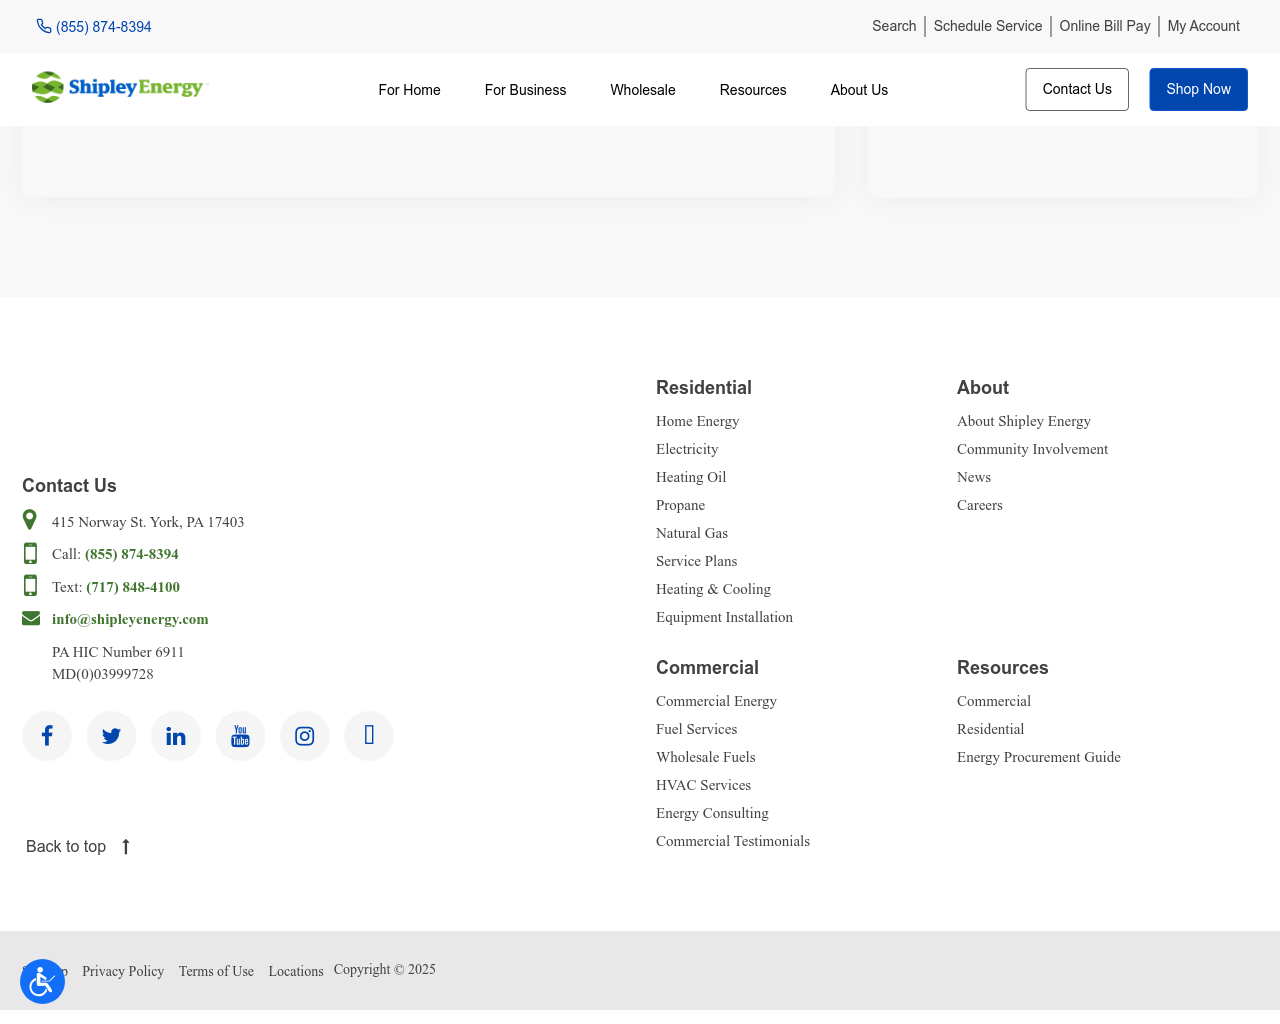 (855) 874-8394
Search
Schedule Service
Online Bill Pay
My Account
ShipleyEnergy
For Home
For Business
Wholesale
Resources
About Us
Contact Us
Shop Now
Contact Us
415 Norway St. York, PA 17403
Call: (855) 874-8394
Text: (717) 848-4100
info@shipleyenergy.com
PA HIC Number 6911
MD(0)03999728
You
Tube
Back to top
Residential
Home Energy
Electricity
Heating Oil
Propane
Natural Gas
Service Plans
Heating & Cooling
Equipment Installation
About
About Shipley Energy
Community Involvement
News
Careers
Commercial
Commercial Energy
Fuel Services
Wholesale Fuels
HVAC Services
Energy Consulting
Commercial Testimonials
Resources
Commercial
Residential
Energy Procurement Guide
Privacy Policy
Terms of Use
Locations
Copyright © 2025